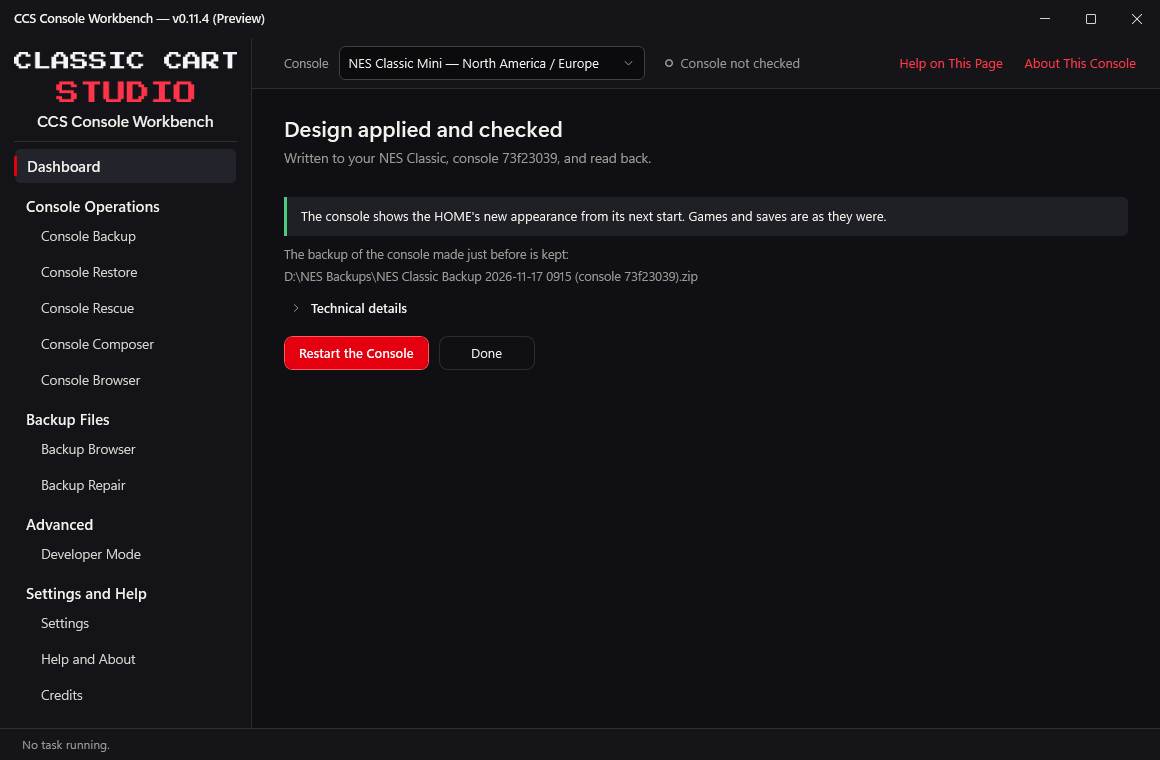 CCS Console Workbench — v0.11.4 (Preview)
CLASSIC CART
STUDIO
CCS Console Workbench
Dashboard
Console Operations
Console Backup
Console Restore
Console Rescue
Console Composer
Console Browser
Backup Files
Backup Browser
Backup Repair
Advanced
Developer Mode
Settings and Help
Settings
Help and About
Credits
Console NES Classic Mini — North America / Europe Console not checked Help on This Page About This Console
Design applied and checked
Written to your NES Classic, console 73f23039, and read back.
The console shows the HOME's new appearance from its next start. Games and saves are as they were.
The backup of the console made just before is kept:
D:\NES Backups\NES Classic Backup 2026-11-17 0915 (console 73f23039).zip
Technical details
Restart the Console Done
No task running.